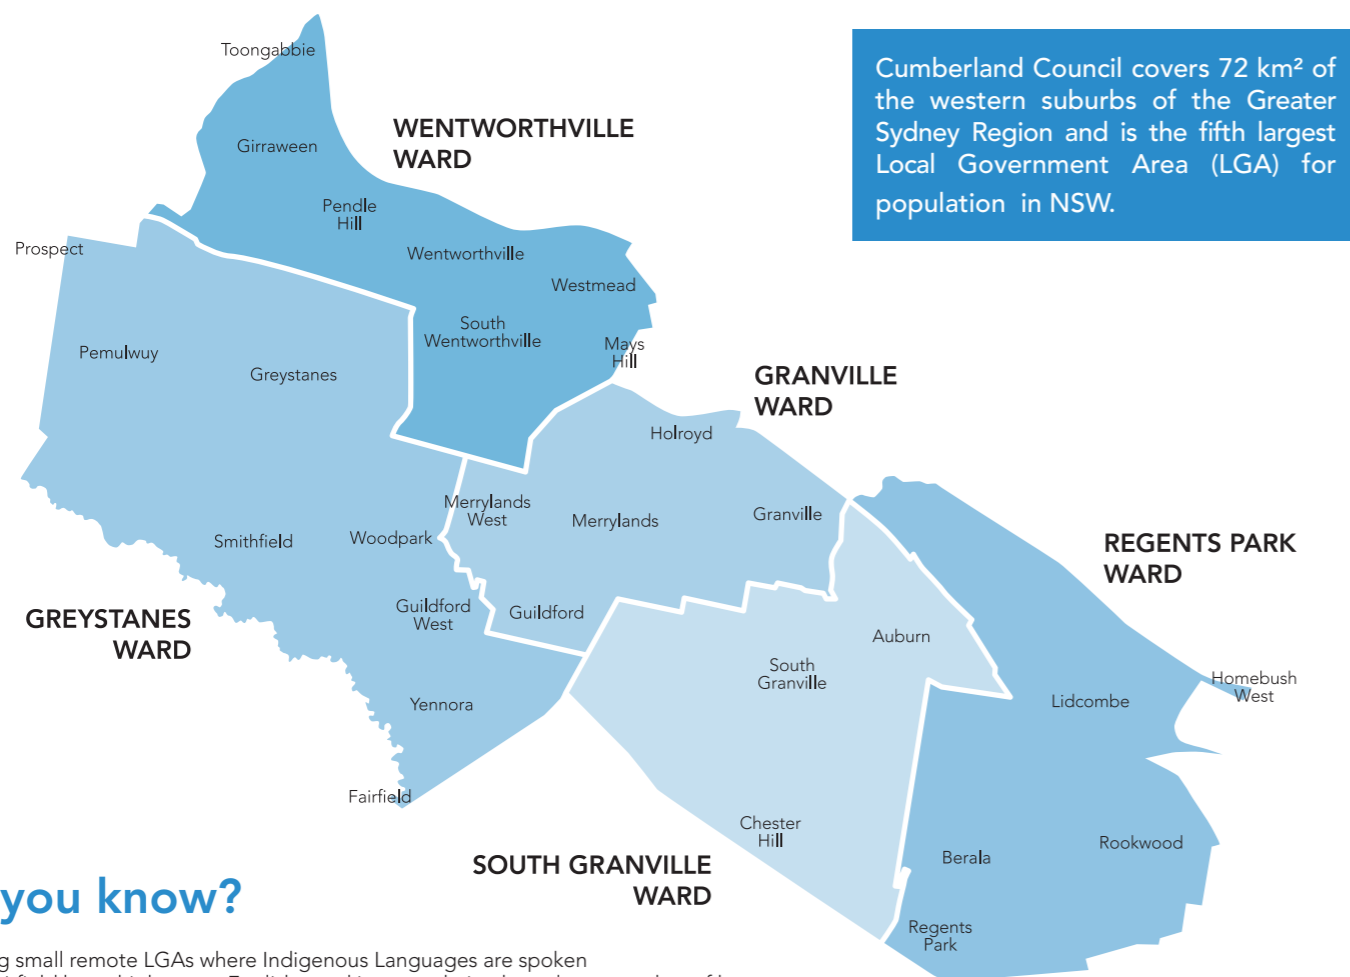 Toongabbie
WENTWORTHVILLE
WARD
Girraween
Pendle
Hill
Prospect
Wentworthville
Westmead
South
Wentworthville
Mays
Hill
Pemulwuy
Greystanes
Cumberland Council covers 72 km² of
the western suburbs of the Greater
Sydney Region and is the fifth largest
Local Government Area (LGA) for
population in NSW.
GRANVILLE
WARD
Holroyd
Merrylands
West
Merrylands
Granville
Smithfield
Woodpark
REGENTS PARK
WARD
GREYSTANES
WARD
Guildford
West
Guildford
Auburn
South
Granville
Homebush
West
Lidcombe
Yennora
Fairfield
Chester
Hill
Berala
Rookwood
SOUTH GRANVILLE
WARD
Regents
Park
you know?
g small remote LGAs where Indigenous Languages are spoken